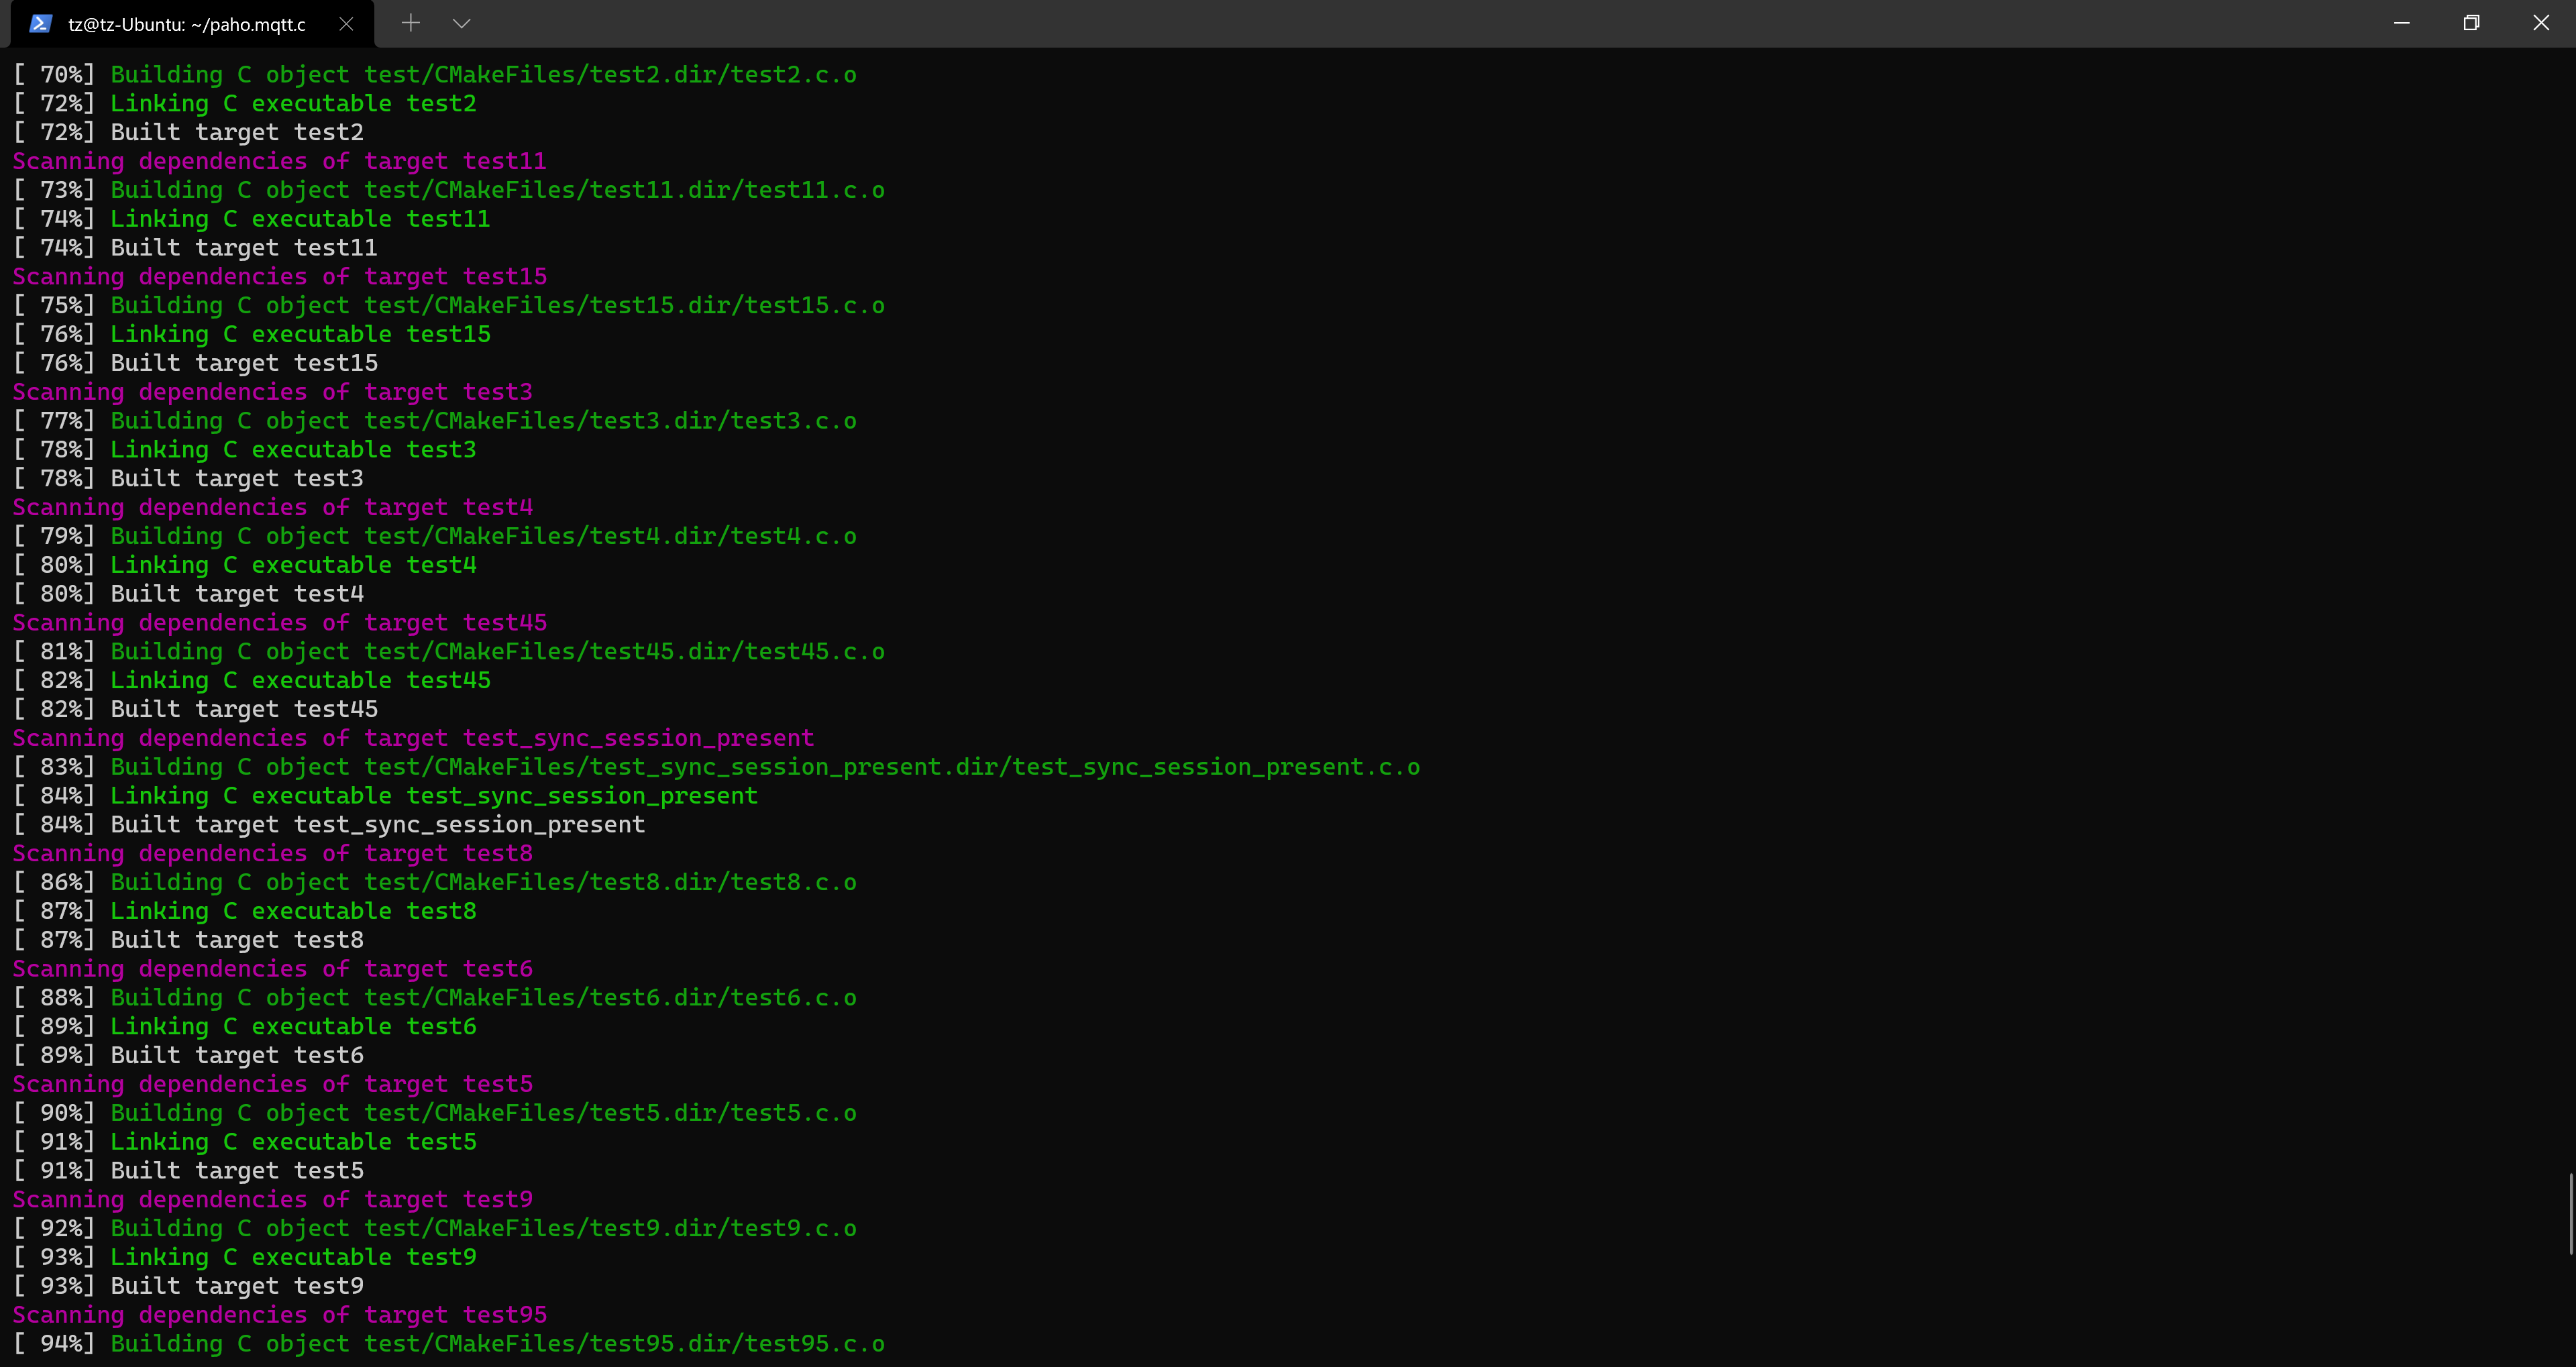 tz@tz-Ubuntu: ~/paho.mqtt.c
[ 70%] Building C object test/CMakeFiles/test2.dir/test2.c.o
[ 72%] Linking C executable test2
[ 72%] Built target test2
Scanning dependencies of target test11
[ 73%] Building C object test/CMakeFiles/test11.dir/test11.c.o
[ 74%] Linking C executable test11
[ 74%] Built target test11
Scanning dependencies of target test15
[ 75%] Building C object test/CMakeFiles/test15.dir/test15.c.o
[ 76%] Linking C executable test15
[ 76%] Built target test15
Scanning dependencies of target test3
[ 77%] Building C object test/CMakeFiles/test3.dir/test3.c.o
[ 78%] Linking C executable test3
[ 78%] Built target test3
Scanning dependencies of target test4
[ 79%] Building C object test/CMakeFiles/test4.dir/test4.c.o
[ 80%] Linking C executable test4
[ 80%] Built target test4
Scanning dependencies of target test45
[ 81%] Building C object test/CMakeFiles/test45.dir/test45.c.o
[ 82%] Linking C executable test45
[ 82%] Built target test45
Scanning dependencies of target test_sync_session_present
[ 83%] Building C object test/CMakeFiles/test_sync_session_present.dir/test_sync_session_present.c.o
[ 84%] Linking C executable test_sync_session_present
[ 84%] Built target test_sync_session_present
Scanning dependencies of target test8
[ 86%] Building C object test/CMakeFiles/test8.dir/test8.c.o
[ 87%] Linking C executable test8
[ 87%] Built target test8
Scanning dependencies of target test6
[ 88%] Building C object test/CMakeFiles/test6.dir/test6.c.o
[ 89%] Linking C executable test6
[ 89%] Built target test6
Scanning dependencies of target test5
[ 90%] Building C object test/CMakeFiles/test5.dir/test5.c.o
[ 91%] Linking C executable test5
[ 91%] Built target test5
Scanning dependencies of target test9
[ 92%] Building C object test/CMakeFiles/test9.dir/test9.c.o
[ 93%] Linking C executable test9
[ 93%] Built target test9
Scanning dependencies of target test95
[ 94%] Building C object test/CMakeFiles/test95.dir/test95.c.o